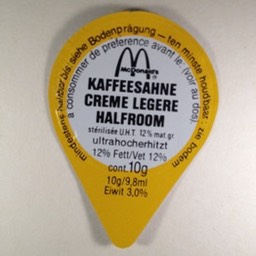 mindestens haltbar bis: siehe Bodenprägung — ten minste houdbaar: zie bodem
a consommer de preference avant le: (voir au dos)
McDonald's
KAFFEESAHNE
CREME LEGERE
HALFROOM
stérilisée U.H.T. 12% mat.gr.
ultrahocherhitzt
12% Fett/Vet 12%
cont. 10g
10g/9,8ml
Eiwit 3,0%